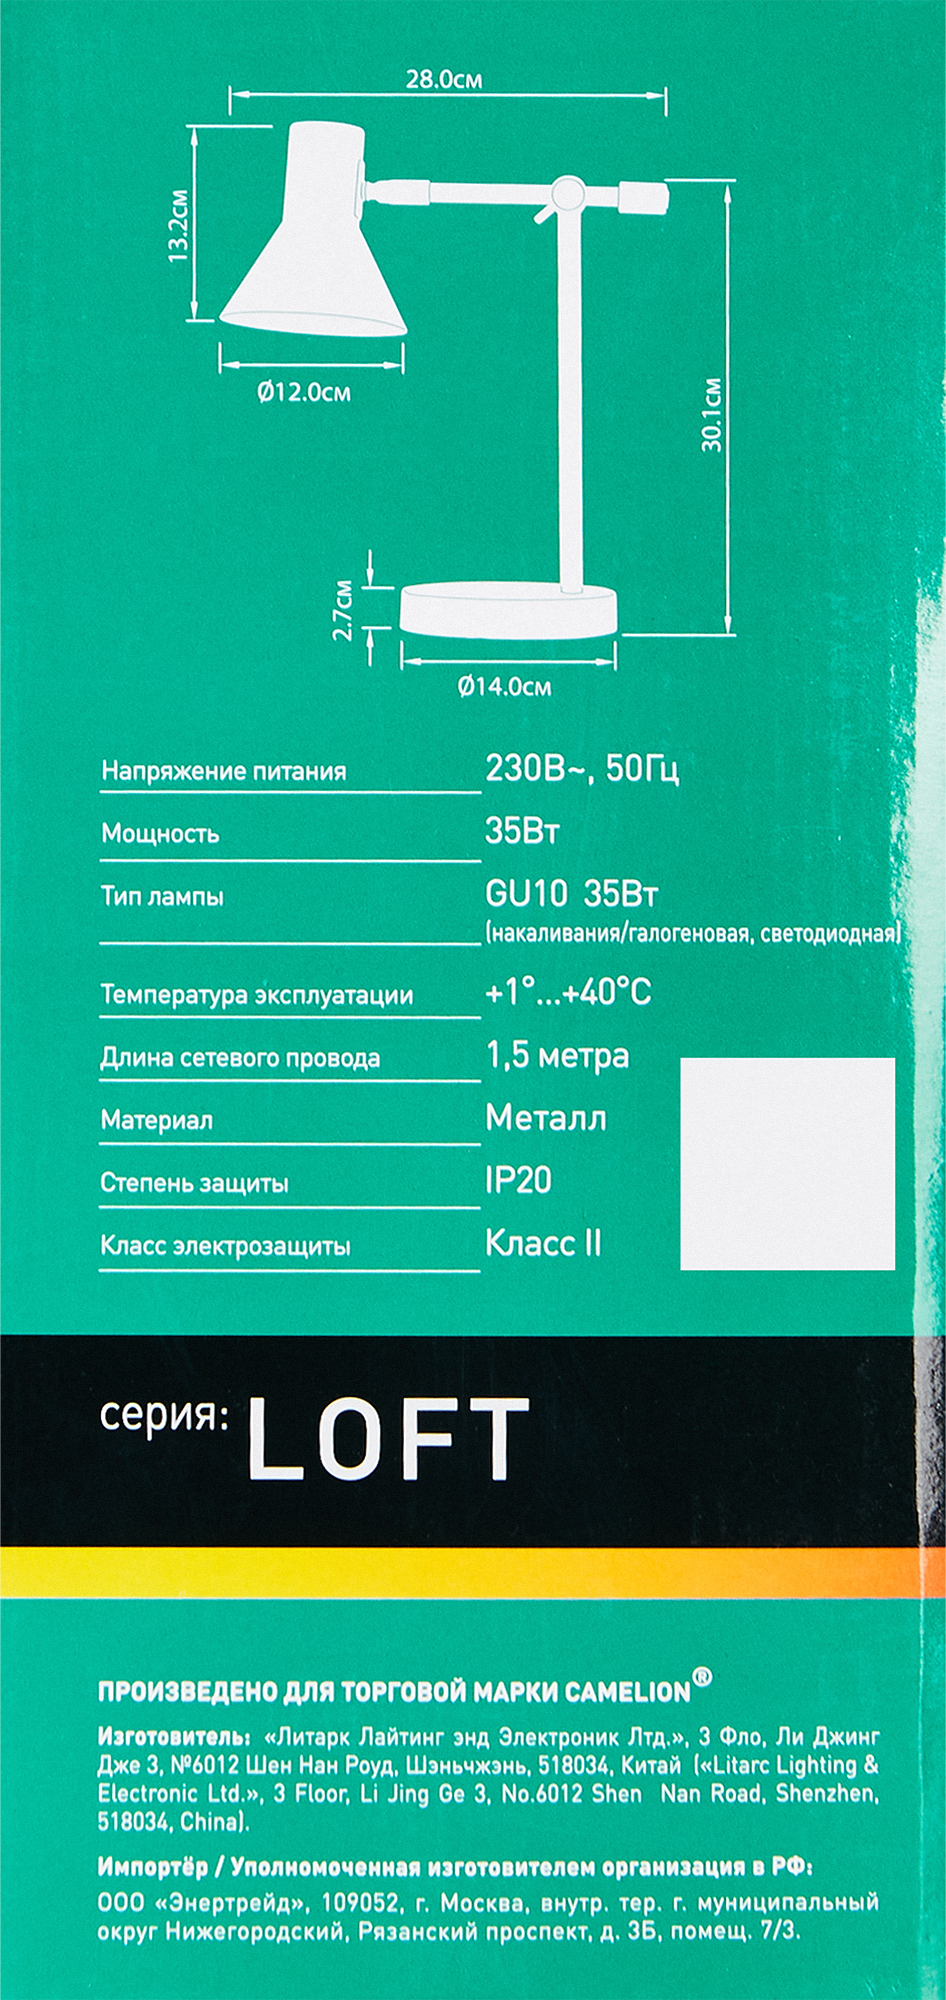 28.0см
13.2см
Ø12.0см
30.1см
2.7см
Ø14.0см
Напряжение питания 230В~, 50Гц
Мощность 35Вт
Тип лампы GU10 35Вт
(накаливания/галогеновая, светодиодная)
Температура эксплуатации +1°...+40°С
Длина сетевого провода 1,5 метра
Материал Металл
Степень защиты IP20
Класс электрозащиты Класс II
серия: LOFT
ПРОИЗВЕДЕНО ДЛЯ ТОРГОВОЙ МАРКИ CAMELION®
Изготовитель: «Литарк Лайтинг энд Электроник Лтд.», 3 Фло, Ли Джинг
Дже 3, №6012 Шен Нан Роуд, Шэньчжэнь, 518034, Китай («Litarc Lighting &
Electronic Ltd.», 3 Floor, Li Jing Ge 3, No.6012 Shen Nan Road, Shenzhen,
518034, China).
Импортёр / Уполномоченная изготовителем организация в РФ:
ООО «Энертрейд», 109052, г. Москва, внутр. тер. г. муниципальный
округ Нижегородский, Рязанский проспект, д. 3Б, помещ. 7/3.